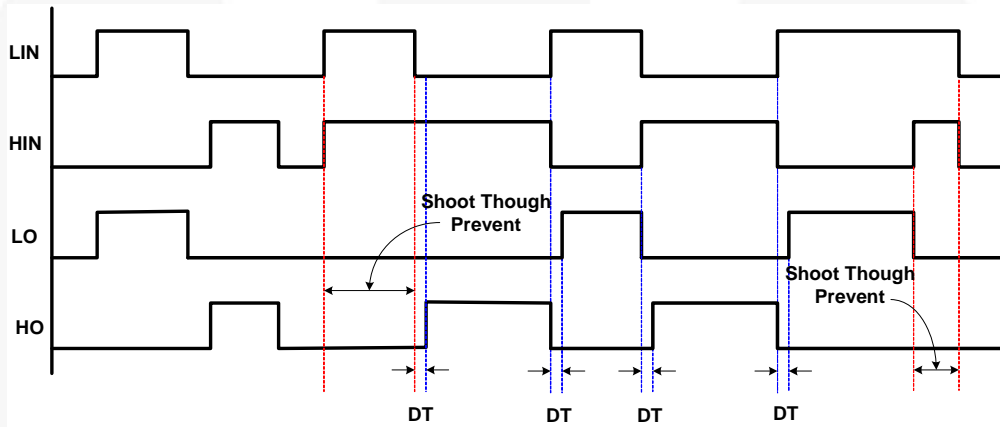 LIN
HIN
Shoot Though
Prevent
LO
Shoot Though
Prevent
HO
DT
DT
DT
DT